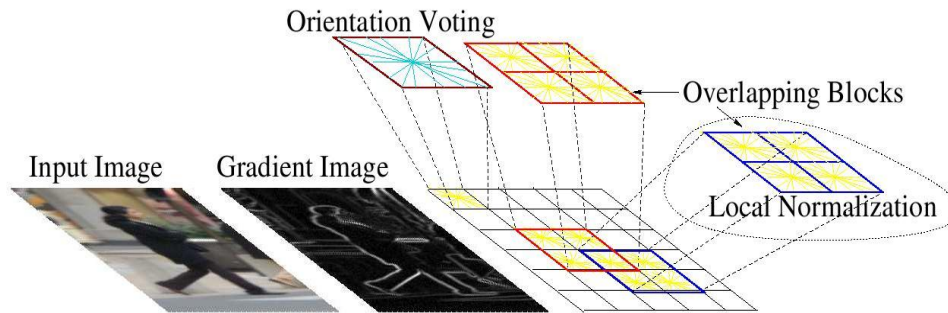 Orientation Voting
Overlapping Blocks
Input Image
Gradient Image
Local Normalization